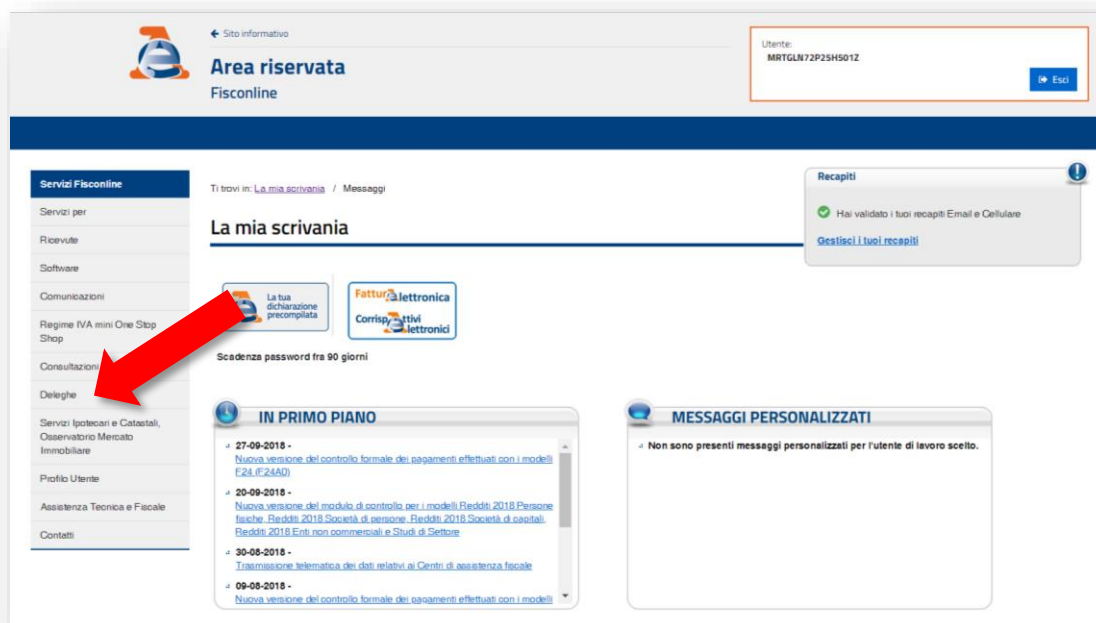 Sito informativo
Area riservata
Fisconline
Utente:
MRTGLN72P25H501Z
Esci
Servizi Fisconline
Servizi per
Ricevute
Software
Comunicazioni
Regime IVA mini One Stop
Shop
Consultazioni
Deleghe
Servizi Ipotecari e Catastali,
Osservatorio Mercato
Immobiliare
Profilo Utente
Assistenza Tecnica e Fiscale
Contatti
Ti trovi in: La mia scrivania / Messaggi
La mia scrivania
Recapiti
Hai validato i tuoi recapiti Email e Cellulare
Gestisci i tuoi recapiti
La tua
dichiarazione
precompilata
Fattur@ elettronica
Corrispettivi
elettronici
Scadenza password fra 90 giorni
IN PRIMO PIANO
27-09-2018 -
Nuova versione del controllo formale dei pagamenti effettuati con i modelli
F24 (F24A0)
20-09-2018 -
Nuova versione del modulo di controllo per i modelli Redditi 2018 Persone
fisiche, Redditi 2018 Società di persone, Redditi 2018 Società di capitali,
Redditi 2018 Enti non commerciali e Studi di Settore
30-08-2018 -
Trasmissione telematica dei dati relativi ai Centri di assistenza fiscale
09-08-2018 -
Nuova versione del controllo formale dei pagamenti effettuati con i modelli
MESSAGGI PERSONALIZZATI
Non sono presenti messaggi personalizzati per l'utente di lavoro scelto.